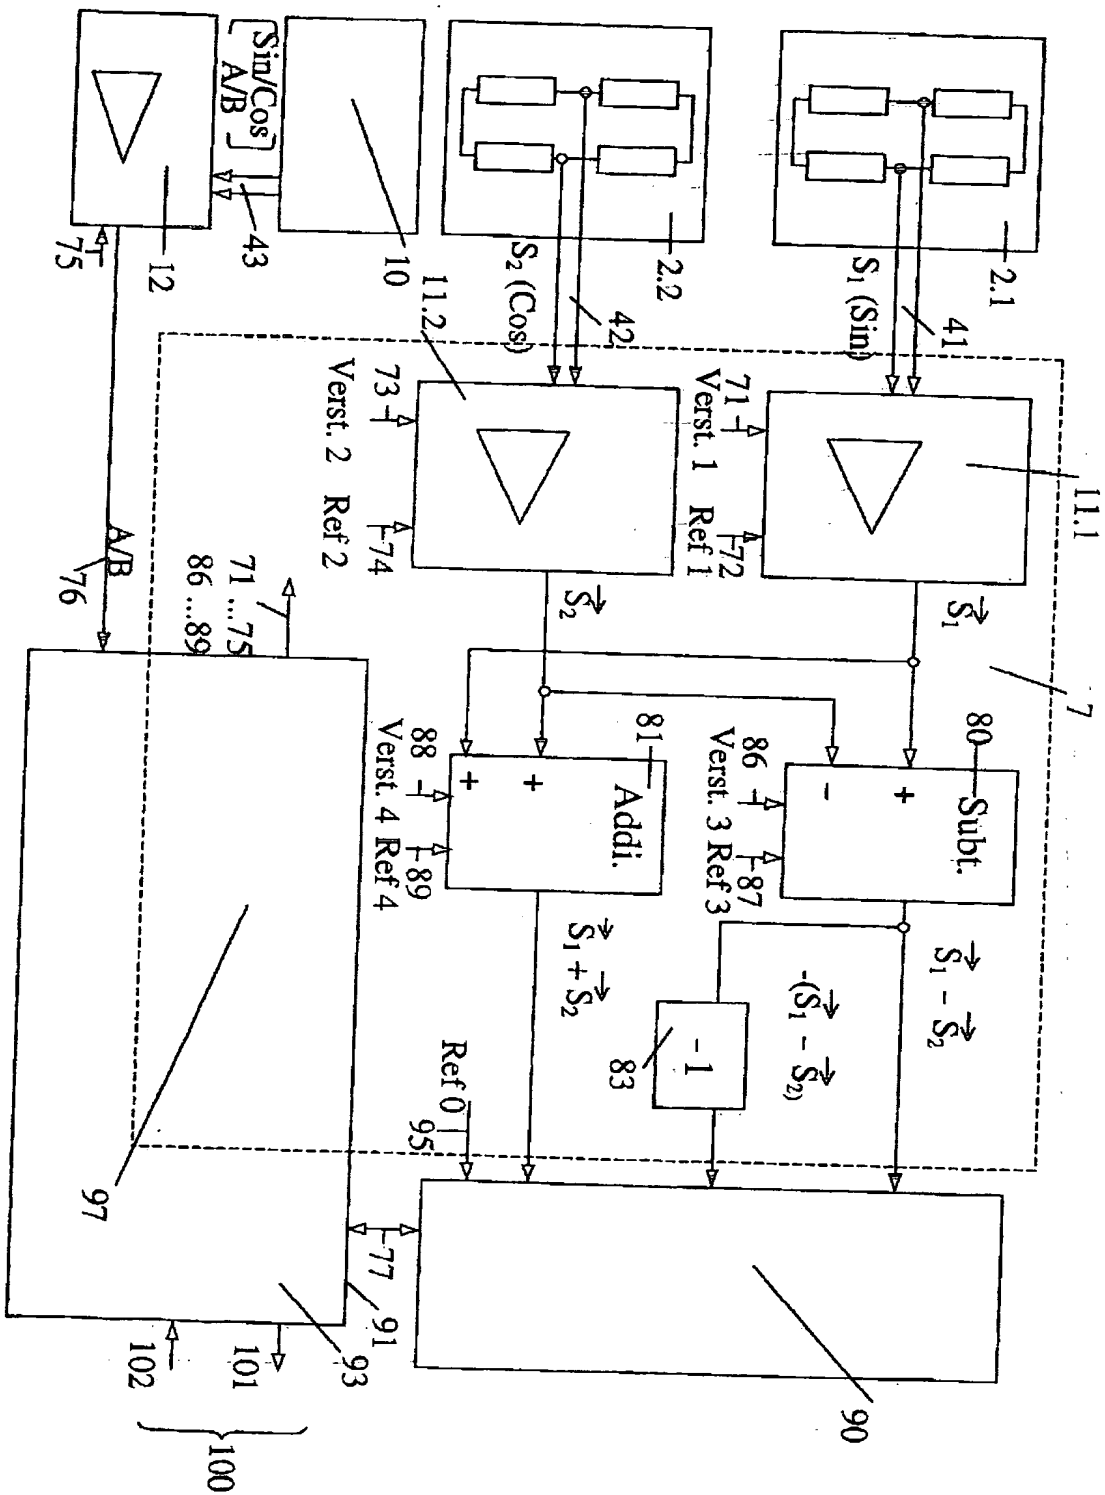 2.1
S₁ (Sin)
41
11.1
71
Verst. 1
72
Ref 1
S₁
7
80
Subt.
+
-
86
Verst. 3
87
Ref 3
S₁ - S₂
-(S₁ - S₂)
- 1
83
90
2.2
S₂ (Cos)
42
11.2
73
Verst. 2
74
Ref 2
S₂
81
Addi.
+
+
88
Verst. 4
89
Ref 4
S₁ + S₂
Ref 0
95
10
[Sin/Cos]
[A/B]
43
12
75
A/B
76
71 ...75
86 ...89
97
77
91
93
101
102
100